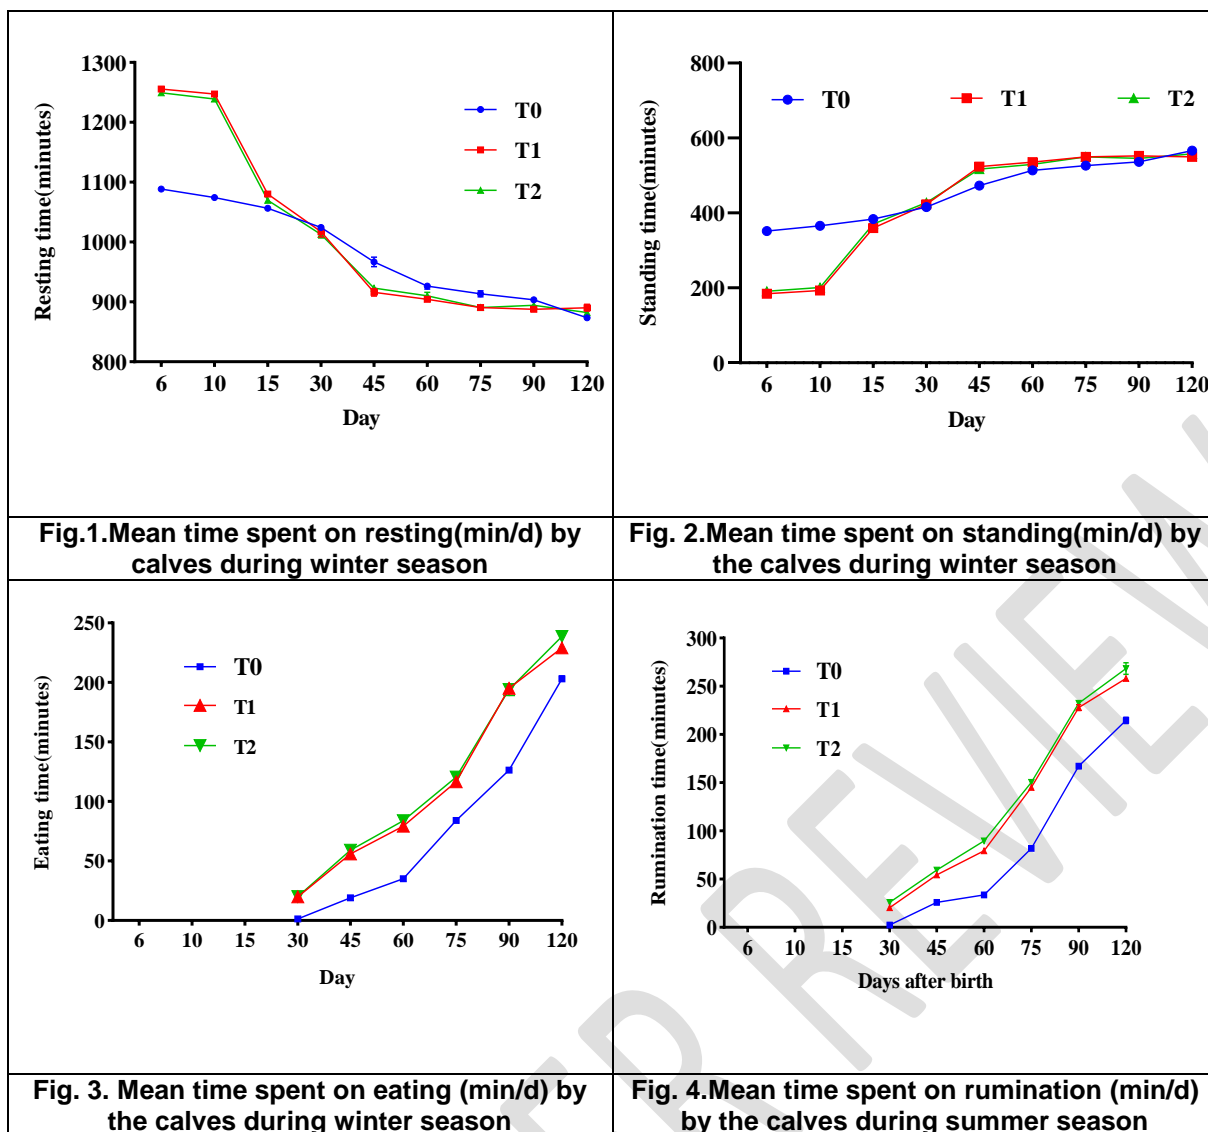 1300
1200
1100
1000
900
800
Resting time(minutes)
T0
T1
T2
6 10 15 30 45 60 75 90 120
Day
Fig.1.Mean time spent on resting(min/d) by
calves during winter season
800
600
400
200
0
Standing time(minutes)
T0 T1 T2
6 10 15 30 45 60 75 90 120
Day
Fig. 2.Mean time spent on standing(min/d) by
the calves during winter season
250
200
150
100
50
0
Eating time(minutes)
T0
T1
T2
6 10 15 30 45 60 75 90 120
Day
Fig. 3. Mean time spent on eating (min/d) by
the calves during winter season
300
250
200
150
100
50
0
Rumination time(minutes)
T0
T1
T2
6 10 15 30 45 60 75 90 120
Days after birth
Fig. 4.Mean time spent on rumination (min/d)
by the calves during summer season
ER REVIEW